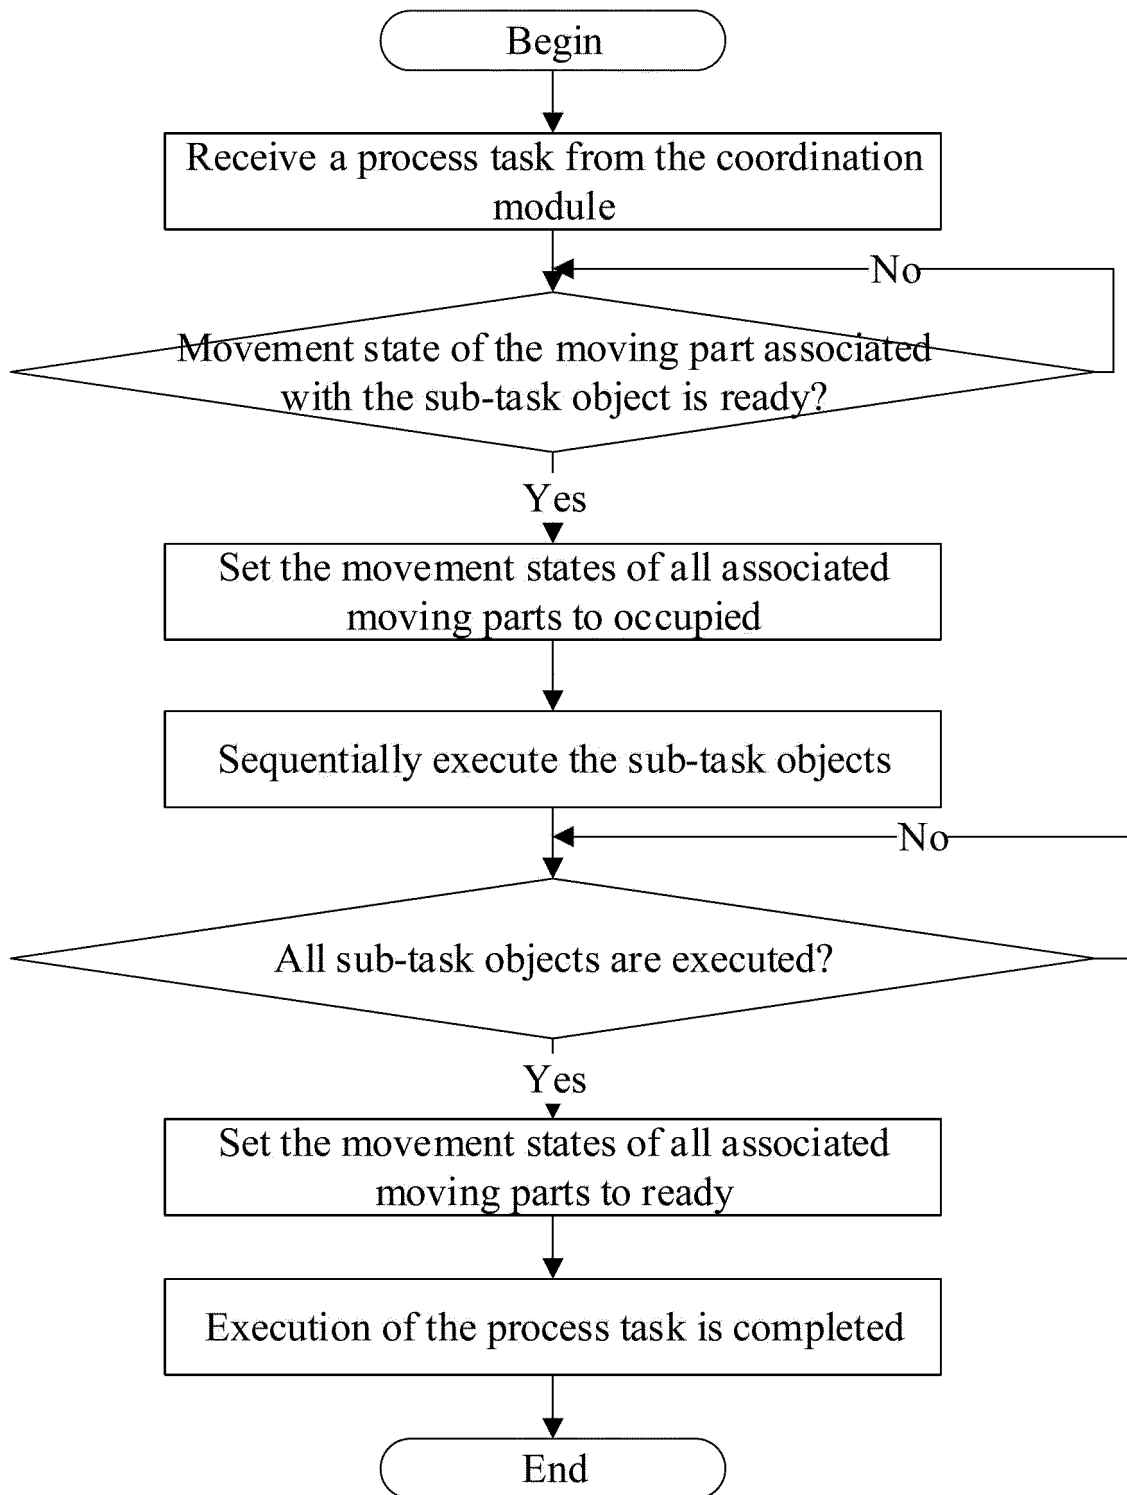 Begin
Receive a process task from the coordination
module
No
Movement state of the moving part associated
with the sub-task object is ready?
Yes
Set the movement states of all associated
moving parts to occupied
Sequentially execute the sub-task objects
No
All sub-task objects are executed?
Yes
Set the movement states of all associated
moving parts to ready
Execution of the process task is completed
End